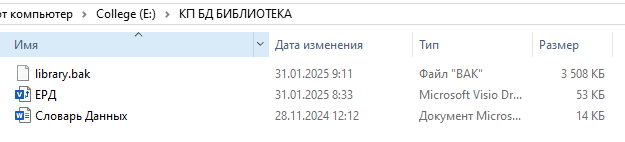 от компьютер > College (E:) > КП БД БИБЛИОТЕКА
Имя Дата изменения Тип Размер
library.bak 31.01.2025 9:11 Файл "BAK" 3 508 КБ
ЕРД 31.01.2025 8:33 Microsoft Visio Dr... 53 КБ
Словарь Данных 28.11.2024 12:12 Документ Micros... 14 КБ